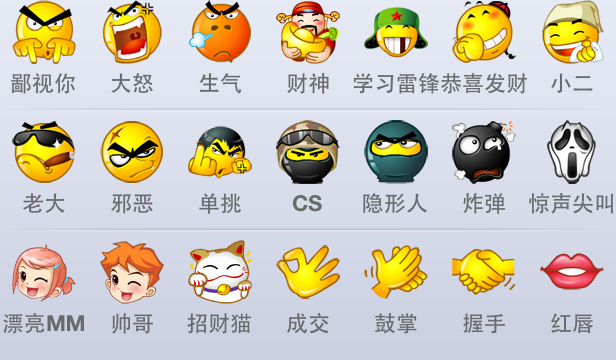 鄙视你 大怒 生气 财神 学习雷锋 恭喜发财 小二
老大 邪恶 单挑 CS 隐形人 炸弹 惊声尖叫
漂亮MM 帅哥 招财猫 成交 鼓掌 握手 红唇